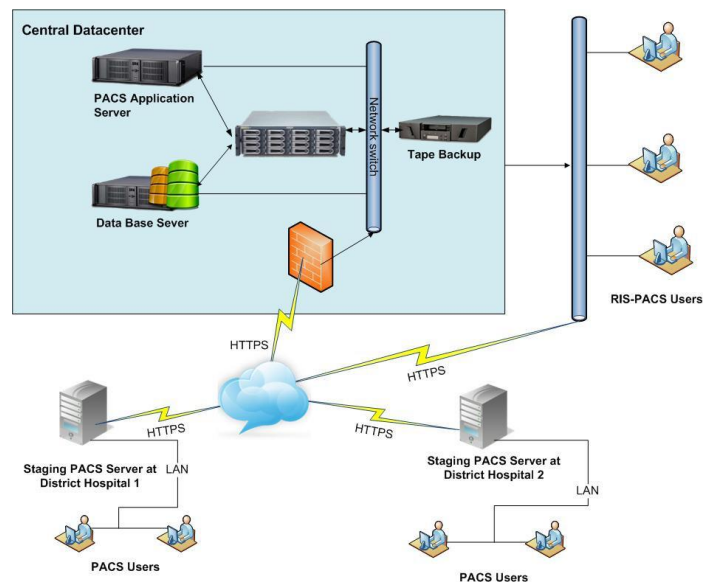 Central Datacenter
PACS Application
Server
Network switch
Tape Backup
Data Base Sever
RIS-PACS Users
HTTPS
HTTPS
HTTPS
HTTPS
Staging PACS Server at
District Hospital 1
LAN
Staging PACS Server at
District Hospital 2
LAN
PACS Users
PACS Users